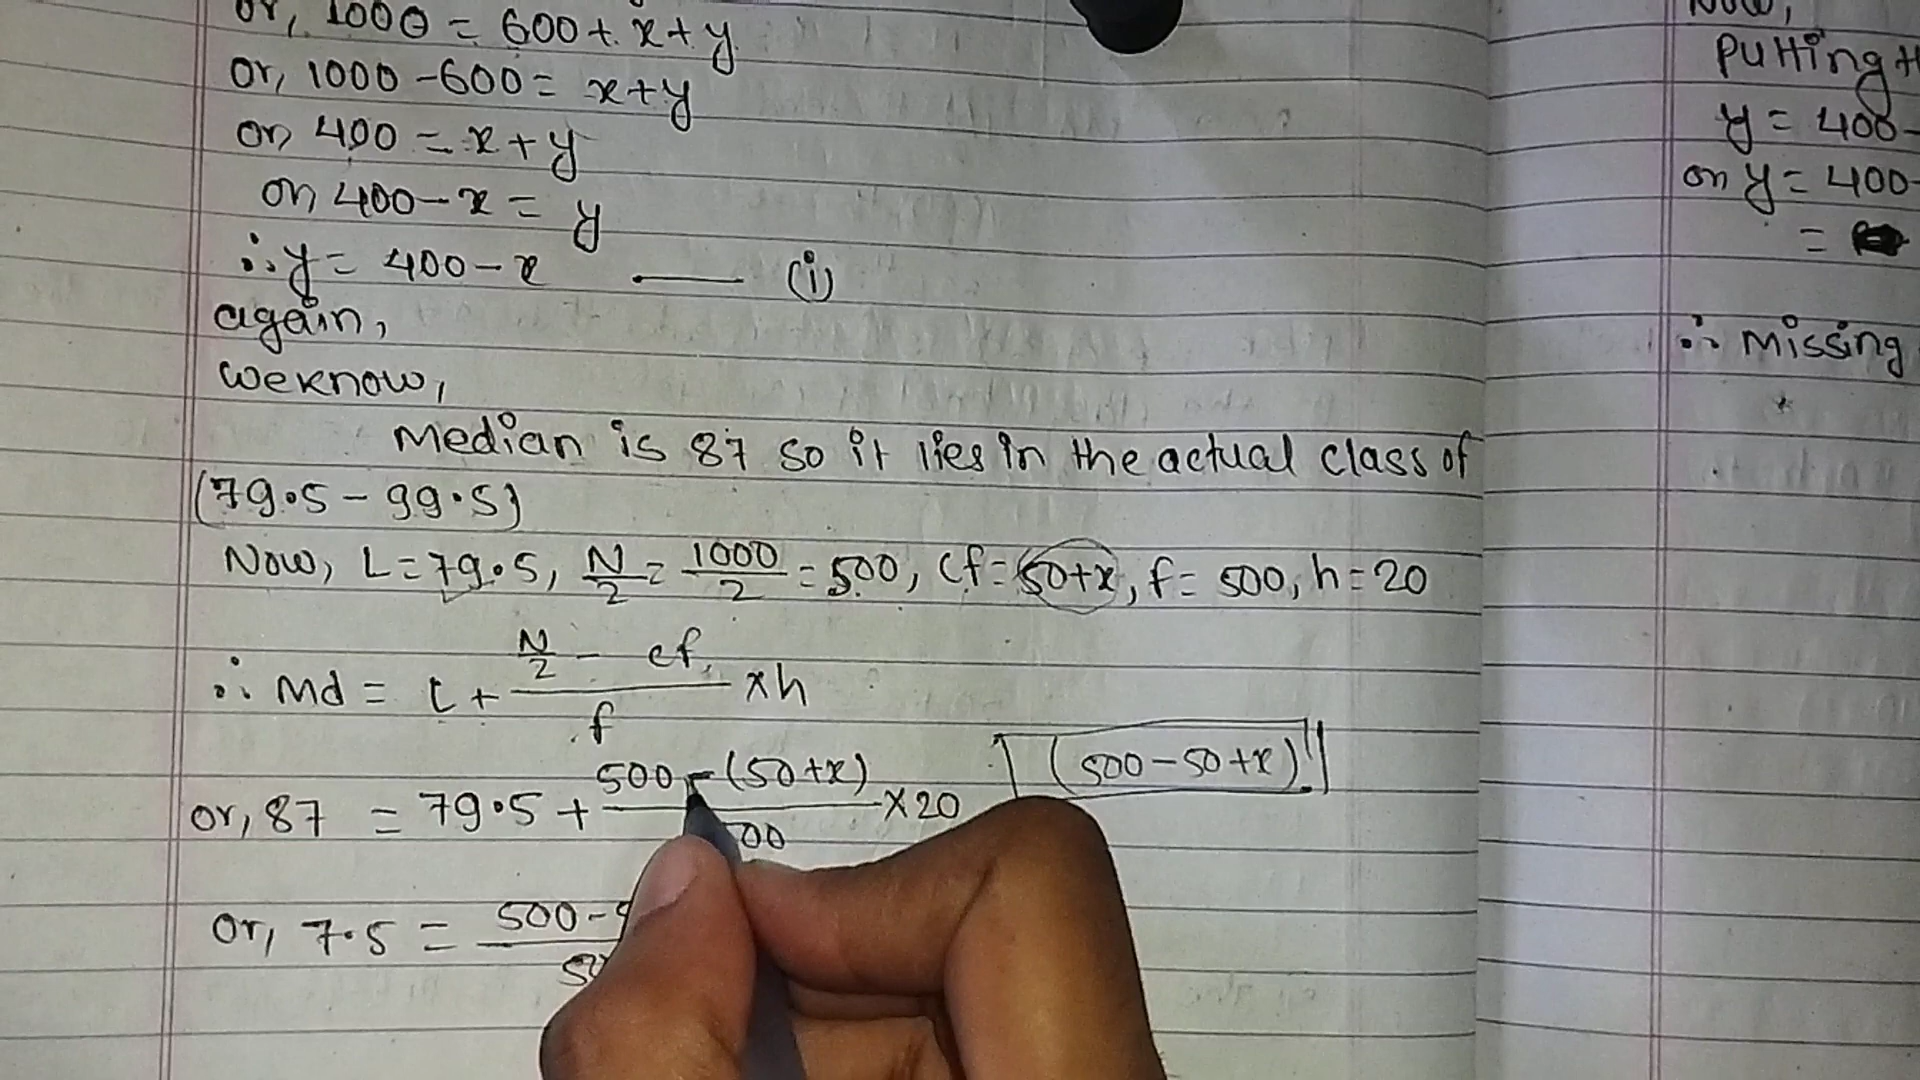 or, 1000 = 600 + x + y
or, 1000 - 600 = x + y
or, 400 = x + y
or, 400 - x = y
∴ y = 400 - x —— (i)
again,
we know,
Median is 87 so it lies in the actual class of
(79.5 - 99.5)
Now, L = 79.5, N/2 = 1000/2 = 500, cf = 50+x, f = 500, h = 20
∴ Md = L + (N/2 - cf)/f × h
or, 87 = 79.5 + 500 - (50+x) / 00 × 20 (500 - 50 + x)
or, 7.5 = 500 -
Now,
Putting
y = 400 -
or, y = 400 -
=
∴ Missing